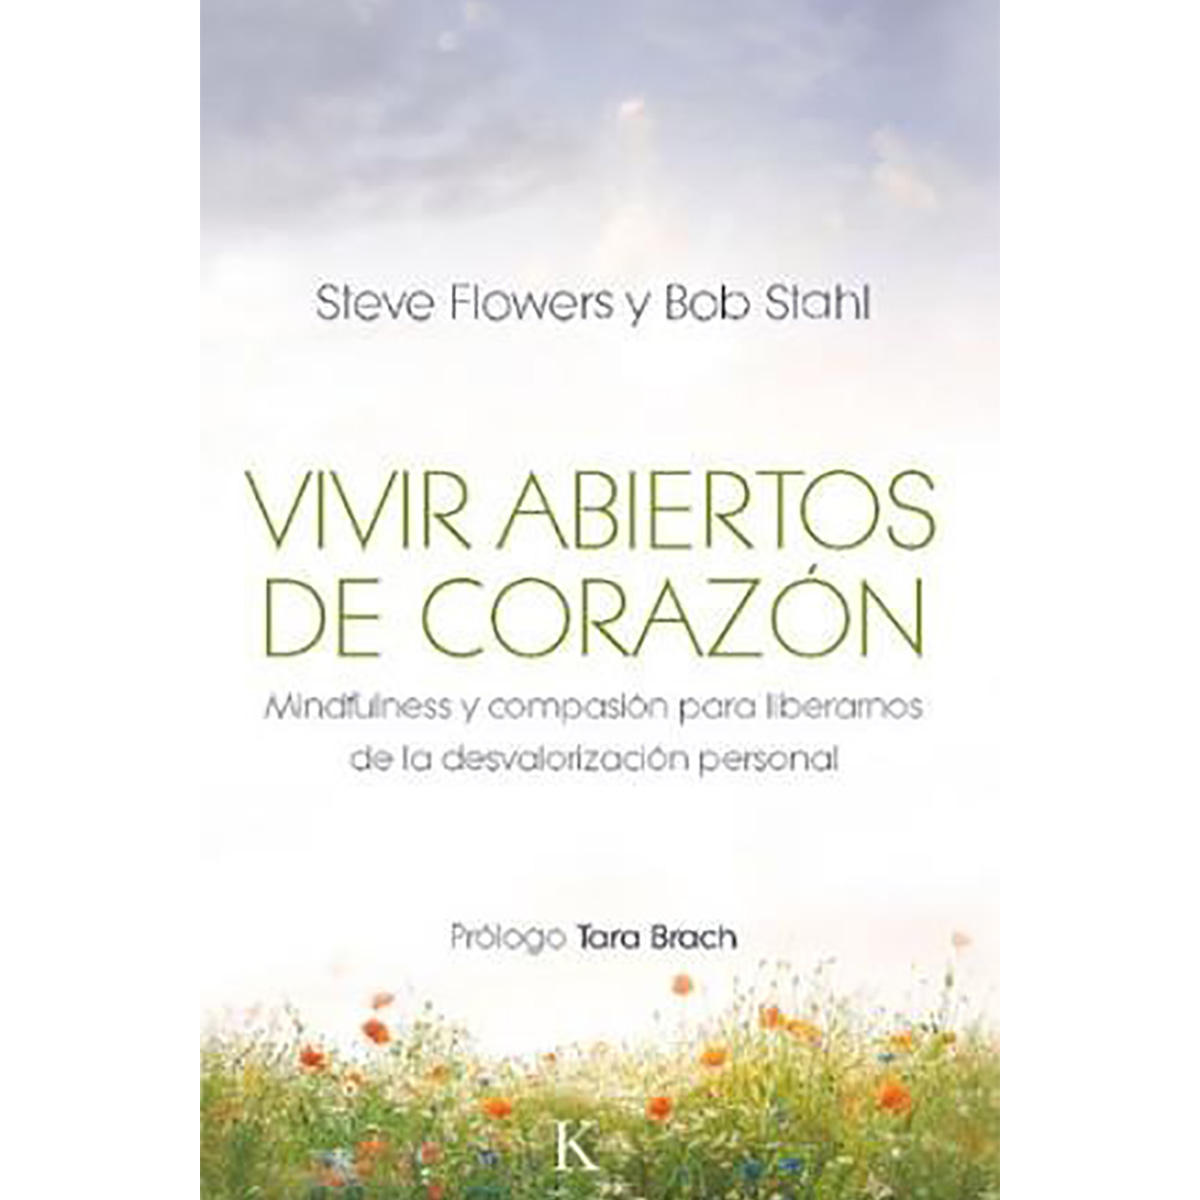 Steve Flowers y Bob Stahl
VIVIR ABIERTOS
DE CORAZÓN
Mindfulness y compasión para liberarnos
de la desvalorización personal
Prólogo Tara Brach
K